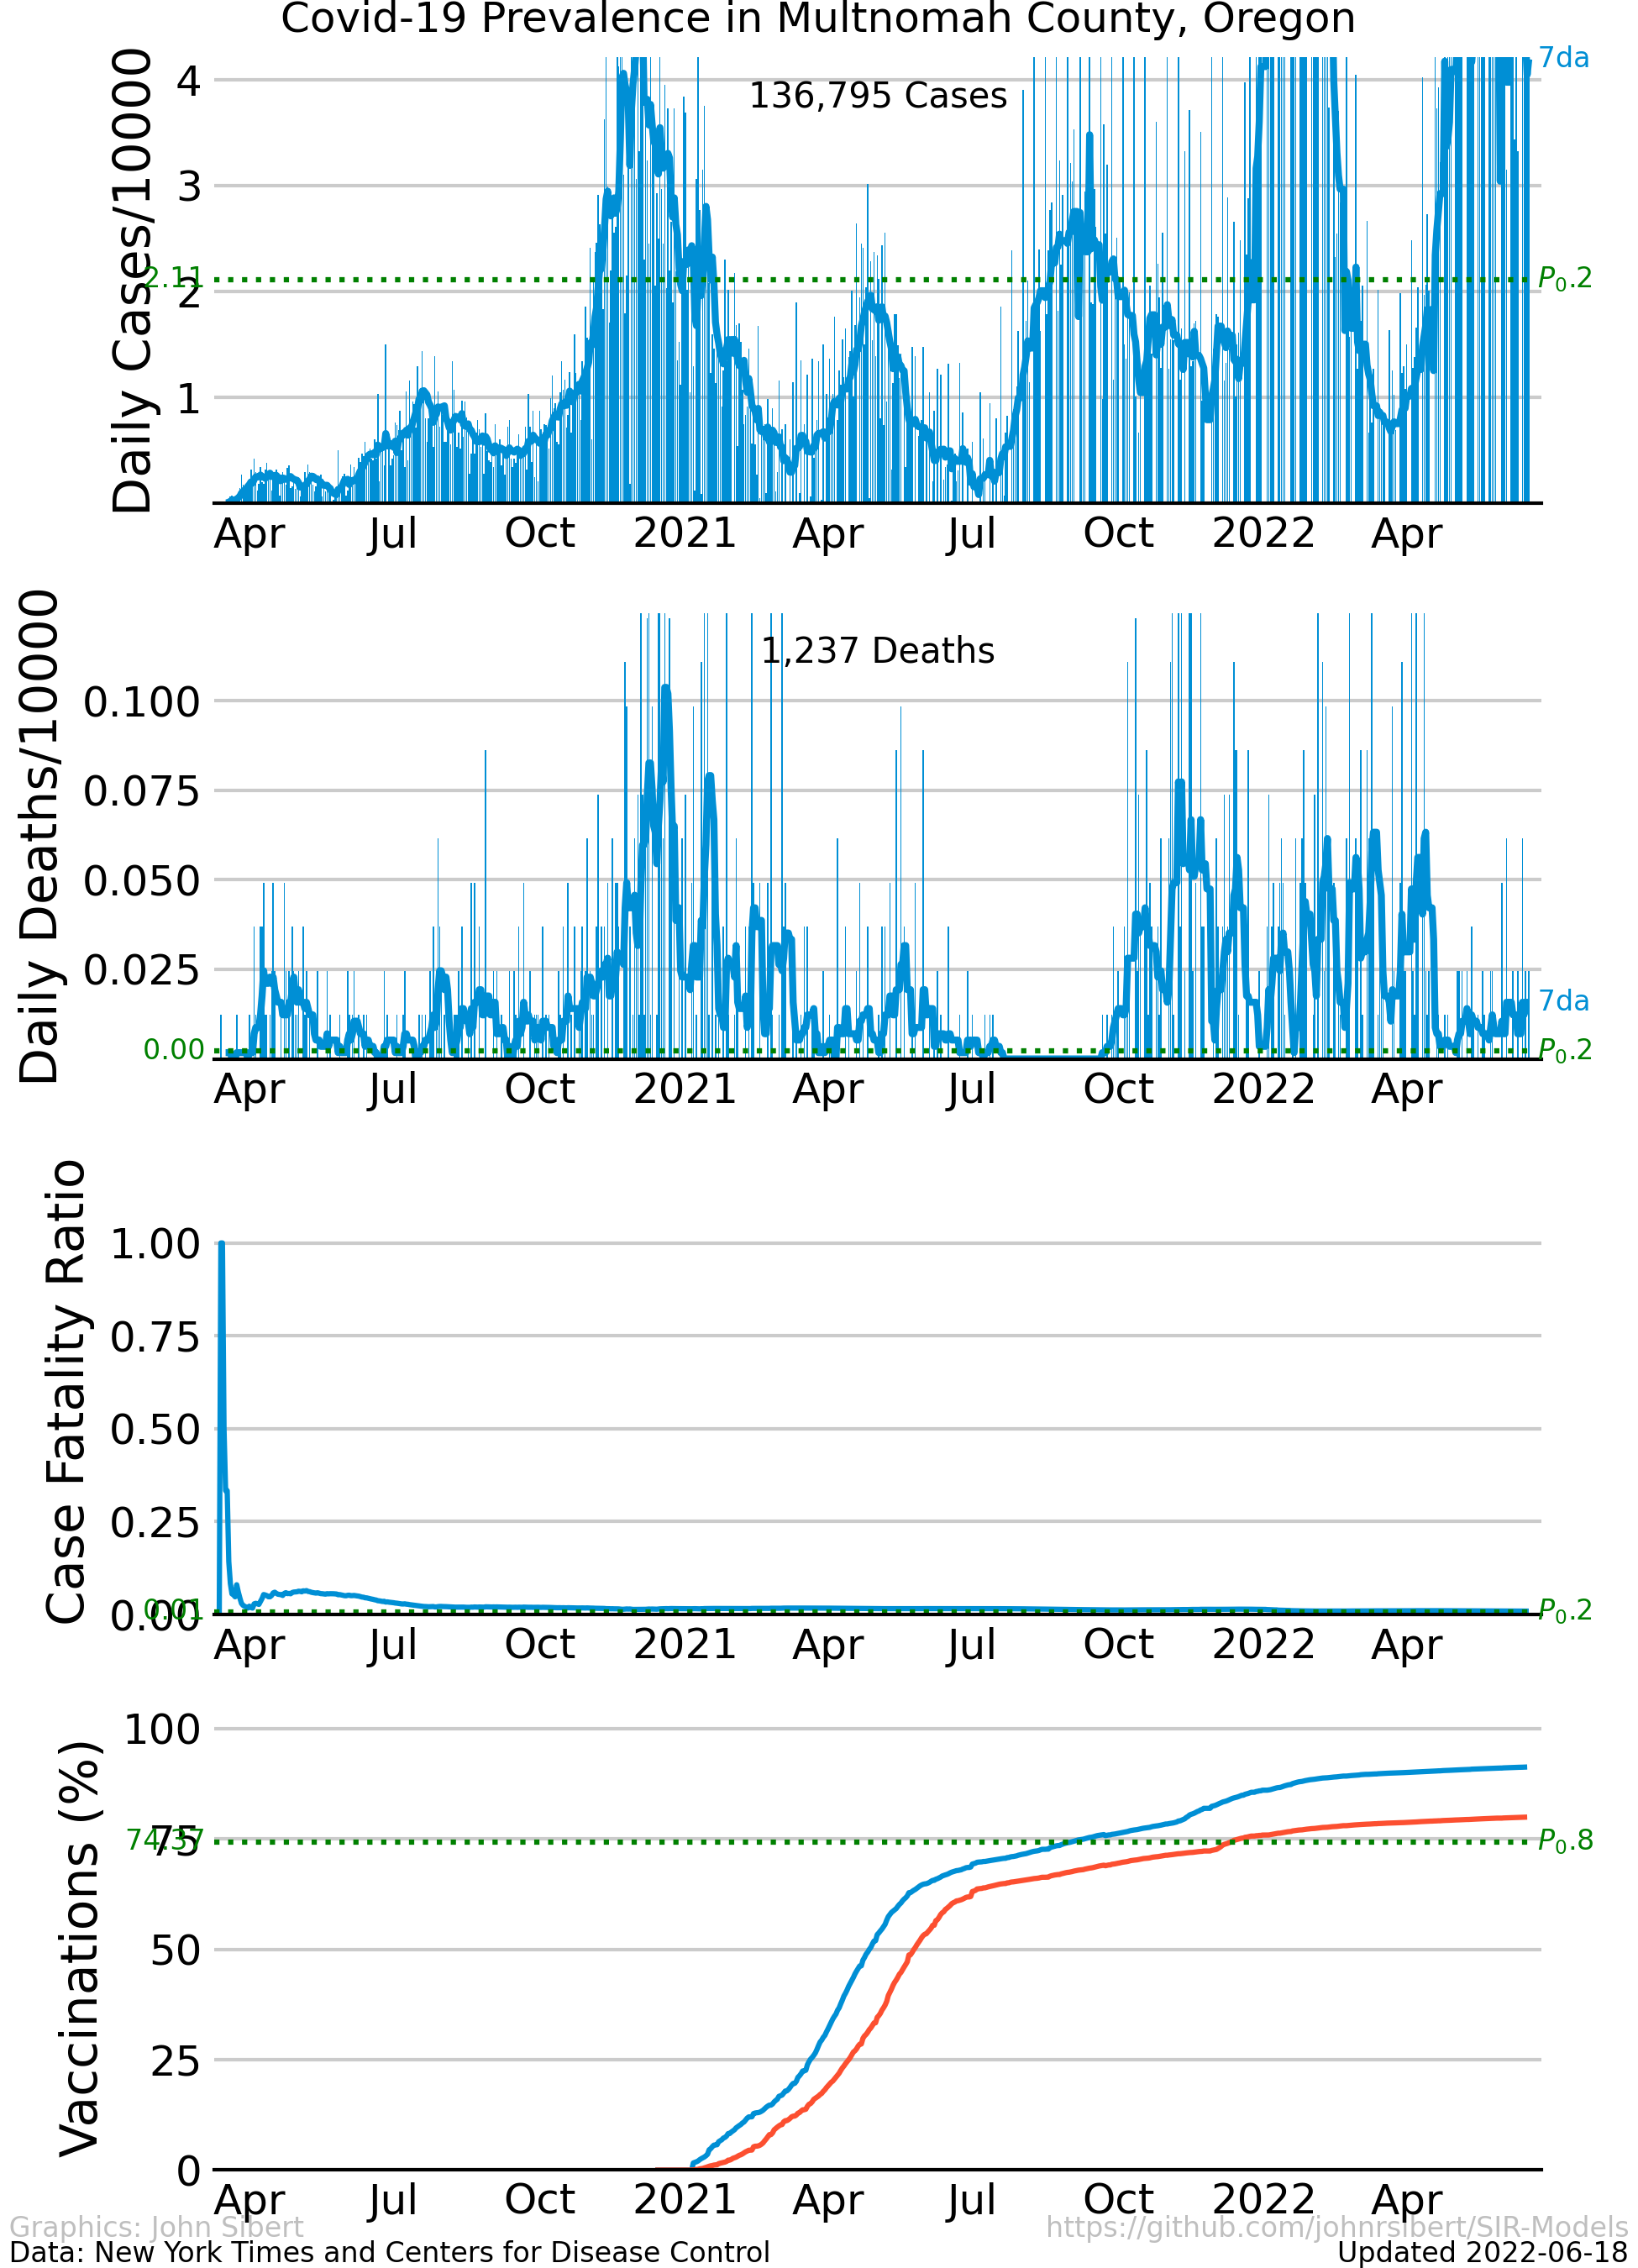 Covid-19 Prevalence in Multnomah County, Oregon
Daily Cases/10000
4
3
2
1
2.11
136,795 Cases
7da
P₀.2
Apr Jul Oct 2021 Apr Jul Oct 2022 Apr
Daily Deaths/10000
0.100
0.075
0.050
0.025
0.00
1,237 Deaths
7da
P₀.2
Apr Jul Oct 2021 Apr Jul Oct 2022 Apr
Case Fatality Ratio
1.00
0.75
0.50
0.25
0.00
0.01
P₀.2
Apr Jul Oct 2021 Apr Jul Oct 2022 Apr
Vaccinations (%)
100
75
74.37
50
25
0
P₀.8
Apr Jul Oct 2021 Apr Jul Oct 2022 Apr
Graphics: John Sibert https://github.com/johnrsibert/SIR-Models
Data: New York Times and Centers for Disease Control Updated 2022-06-18